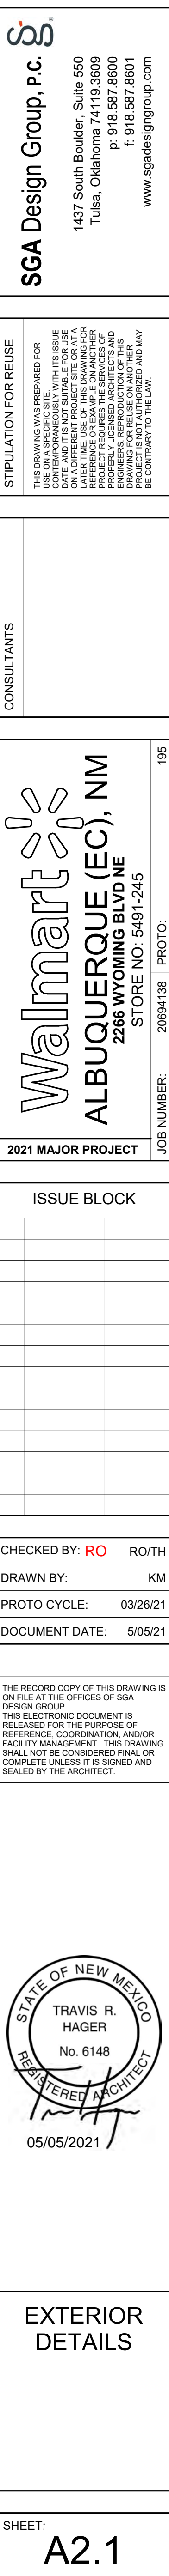 SGA Design Group, P.C.
1437 South Boulder, Suite 550
Tulsa, Oklahoma 74119.3609
p: 918.587.8600
f: 918.587.8601
www.sgadesigngroup.com
STIPULATION FOR REUSE
THIS DRAWING WAS PREPARED FOR
USE ON A SPECIFIC SITE
CONTEMPORANEOUSLY WITH ITS ISSUE
DATE AND IT IS NOT SUITABLE FOR USE
ON A DIFFERENT PROJECT SITE OR AT A
LATER TIME. USE OF THIS DRAWING FOR
REFERENCE OR EXAMPLE ON ANOTHER
PROJECT REQUIRES THE SERVICES OF
PROPERLY LICENSED ARCHITECTS AND
ENGINEERS. REPRODUCTION OF THIS
DRAWING FOR REUSE ON ANOTHER
PROJECT IS NOT AUTHORIZED AND MAY
BE CONTRARY TO THE LAW.
CONSULTANTS
Walmart
ALBUQUERQUE (EC), NM
2266 WYOMING BLVD NE
STORE NO: 5491-245
JOB NUMBER: 20694138 PROTO: 195
2021 MAJOR PROJECT
ISSUE BLOCK
CHECKED BY: RO RO/TH
DRAWN BY: KM
PROTO CYCLE: 03/26/21
DOCUMENT DATE: 5/05/21
THE RECORD COPY OF THIS DRAWING IS
ON FILE AT THE OFFICES OF SGA
DESIGN GROUP.
THIS ELECTRONIC DOCUMENT IS
RELEASED FOR THE PURPOSE OF
REFERENCE, COORDINATION, AND/OR
FACILITY MANAGEMENT. THIS DRAWING
SHALL NOT BE CONSIDERED FINAL OR
COMPLETE UNLESS IT IS SIGNED AND
SEALED BY THE ARCHITECT.
STATE OF NEW MEXICO
TRAVIS R.
HAGER
No. 6148
REGISTERED ARCHITECT
05/05/2021
EXTERIOR
DETAILS
SHEET:
A2.1